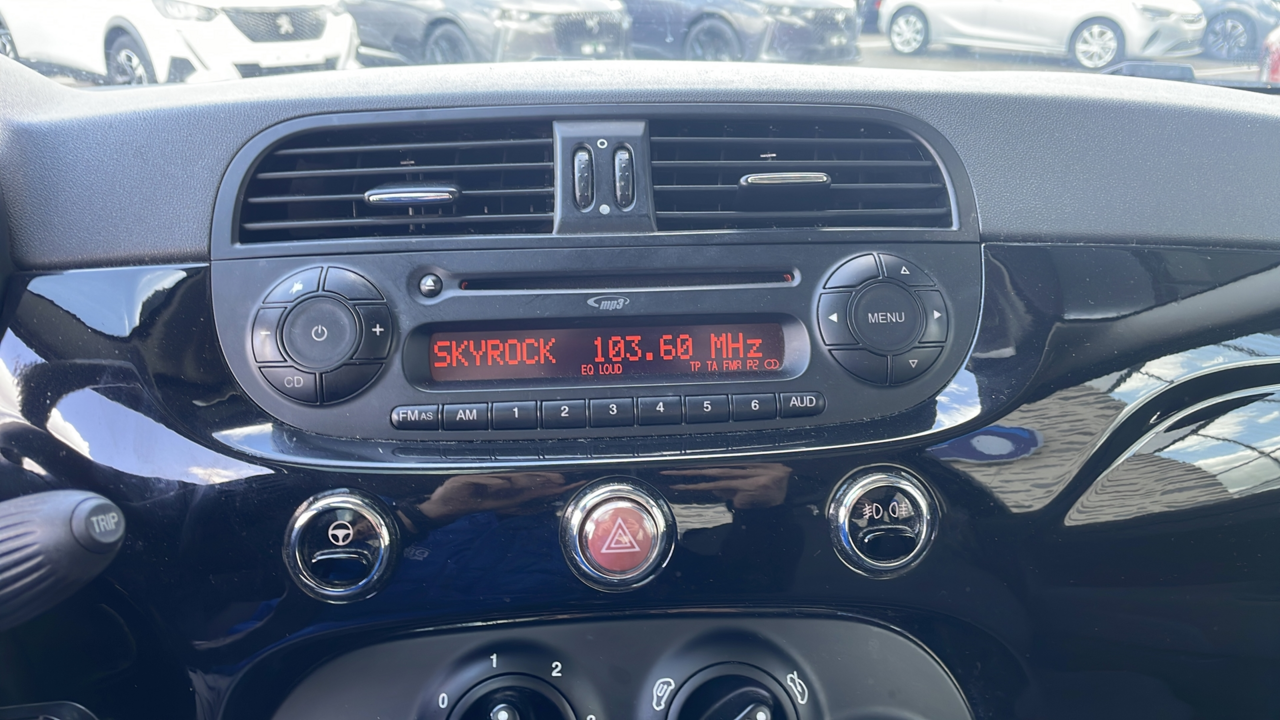 mp3
SKYROCK 103.60 MHz
EQ LOUD TP TA FMA P2 CD
MENU
CD
FM AS AM 1 2 3 4 5 6 AUD
TRIP
0 1 2